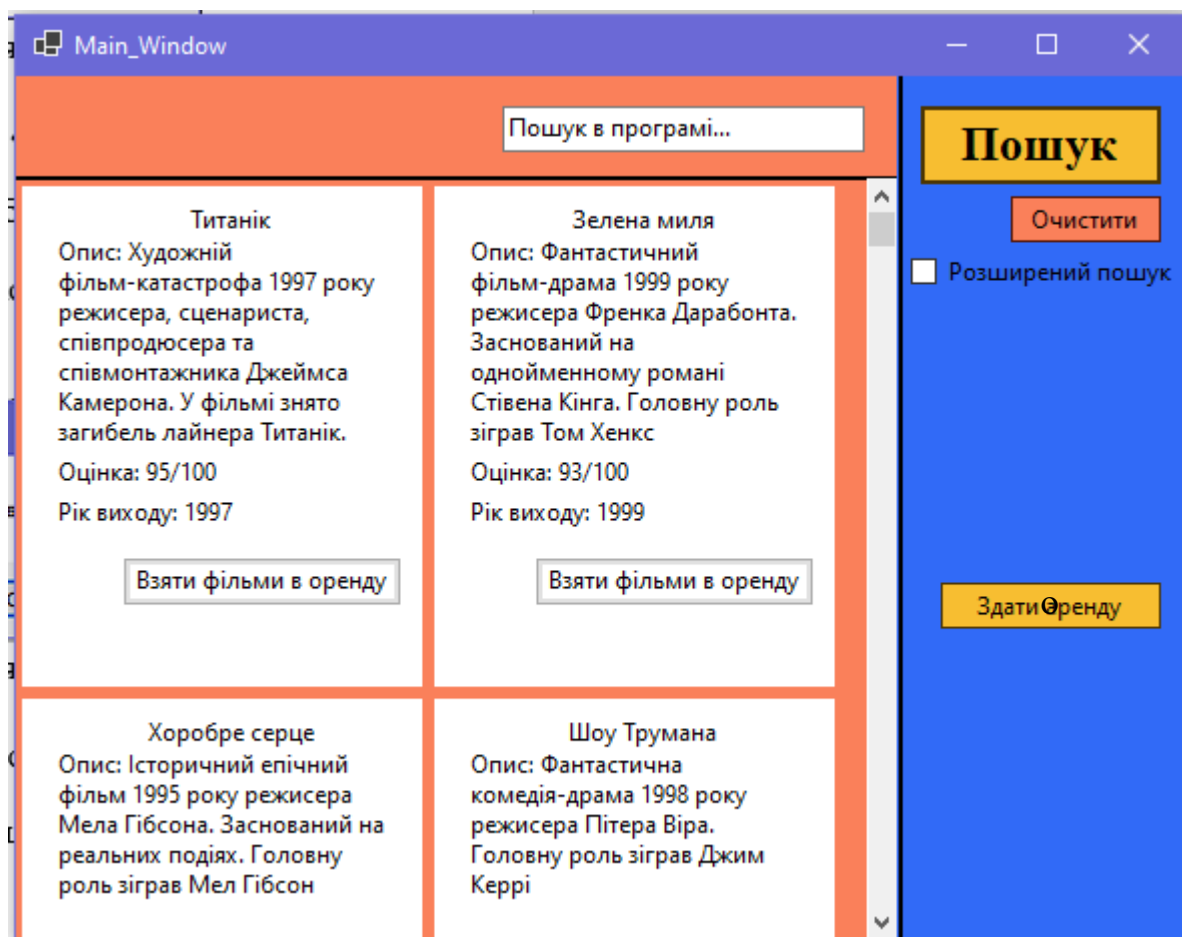 Main_Window
Пошук в програмі...
Пошук
Очистити
Розширений пошук
Здати оренду
Титанік
Опис: Художній
фільм-катастрофа 1997 року
режисера, сценариста,
співпродюсера та
співмонтажника Джеймса
Камерона. У фільмі знято
загибель лайнера Титанік.
Оцінка: 95/100
Рік виходу: 1997
Взяти фільми в оренду
Зелена миля
Опис: Фантастичний
фільм-драма 1999 року
режисера Френка Дарабонта.
Заснований на
однойменному романі
Стівена Кінга. Головну роль
зіграв Том Хенкс
Оцінка: 93/100
Рік виходу: 1999
Взяти фільми в оренду
Хоробре серце
Опис: Історичний епічний
фільм 1995 року режисера
Мела Гібсона. Заснований на
реальних подіях. Головну
роль зіграв Мел Гібсон
Шоу Трумана
Опис: Фантастична
комедія-драма 1998 року
режисера Пітера Віра.
Головну роль зіграв Джим
Керрі